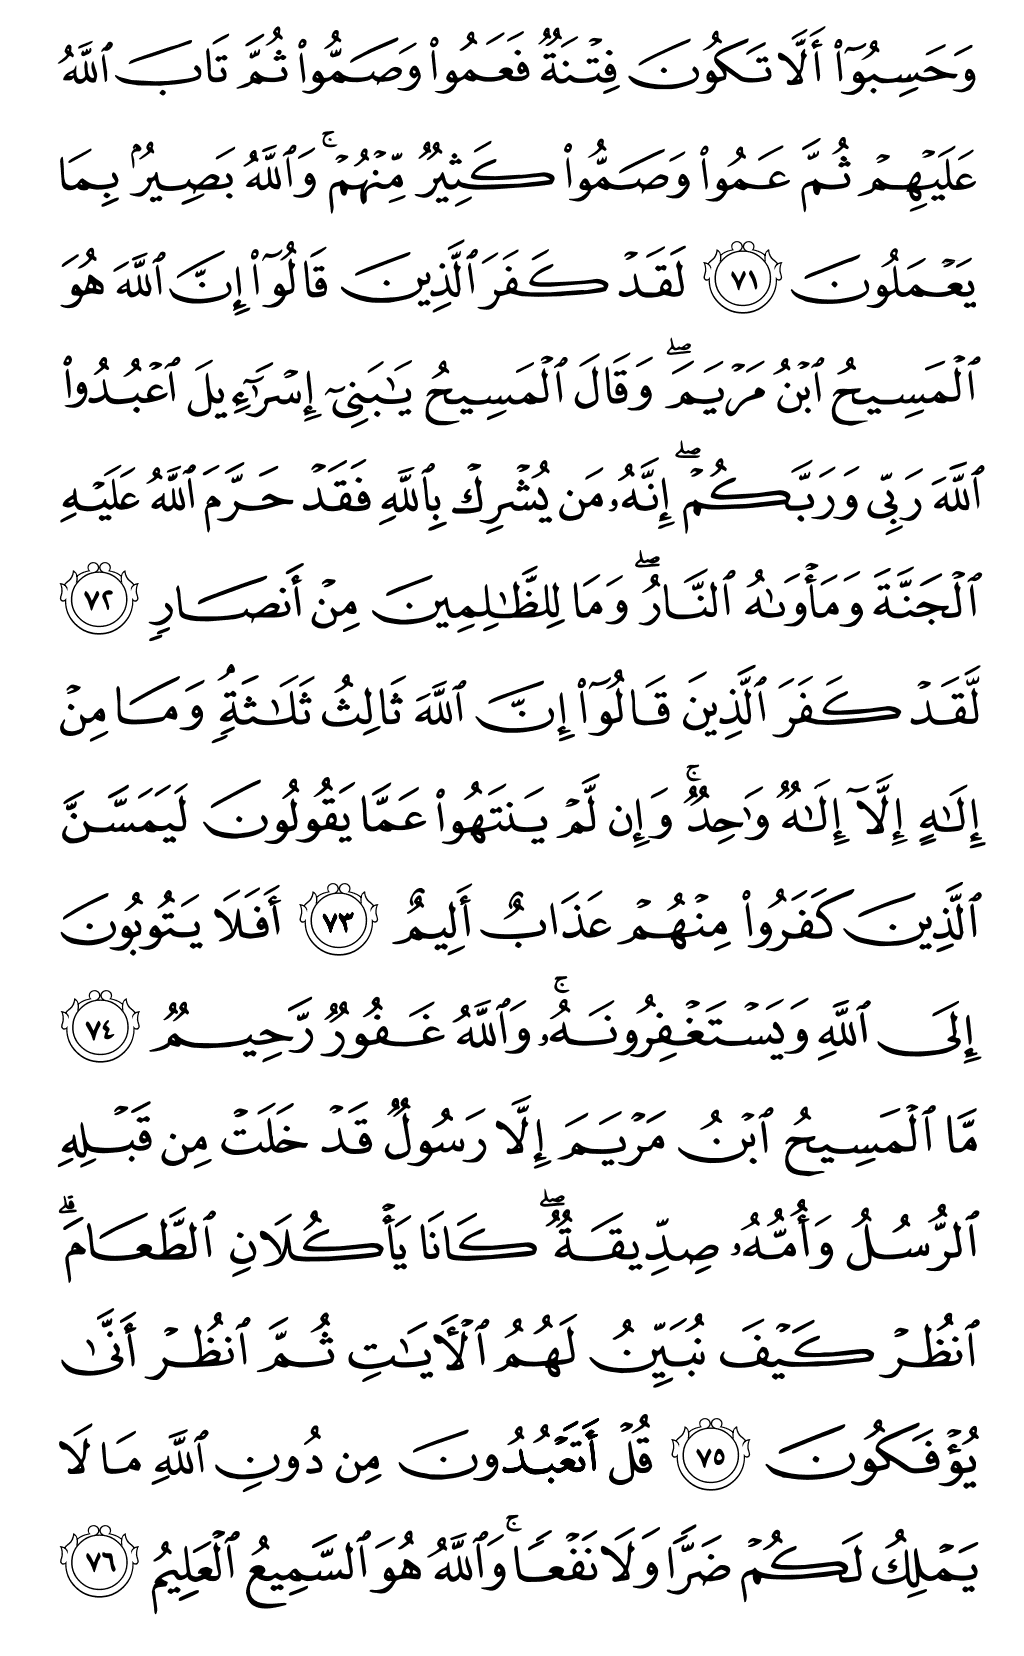 وَحَسِبُوٓا۟ أَلَّا تَكُونَ فِتْنَةٌ فَعَمُوا۟ وَصَمُّوا۟ ثُمَّ تَابَ ٱللَّهُ
عَلَيْهِمْ ثُمَّ عَمُوا۟ وَصَمُّوا۟ كَثِيرٌ مِّنْهُمْ ۚ وَٱللَّهُ بَصِيرٌۢ بِمَا
يَعْمَلُونَ ٧١ لَقَدْ كَفَرَ ٱلَّذِينَ قَالُوٓا۟ إِنَّ ٱللَّهَ هُوَ
ٱلْمَسِيحُ ٱبْنُ مَرْيَمَ ۖ وَقَالَ ٱلْمَسِيحُ يَـٰبَنِىٓ إِسْرَٰٓءِيلَ ٱعْبُدُوا۟
ٱللَّهَ رَبِّى وَرَبَّكُمْ ۖ إِنَّهُۥ مَن يُشْرِكْ بِٱللَّهِ فَقَدْ حَرَّمَ ٱللَّهُ عَلَيْهِ
ٱلْجَنَّةَ وَمَأْوَىٰهُ ٱلنَّارُ ۖ وَمَا لِلظَّـٰلِمِينَ مِنْ أَنصَارٍ ٧٢
لَّقَدْ كَفَرَ ٱلَّذِينَ قَالُوٓا۟ إِنَّ ٱللَّهَ ثَالِثُ ثَلَـٰثَةٍۢ وَمَا مِنْ
إِلَـٰهٍ إِلَّآ إِلَـٰهٌ وَٰحِدٌ ۚ وَإِن لَّمْ يَنتَهُوا۟ عَمَّا يَقُولُونَ لَيَمَسَّنَّ
ٱلَّذِينَ كَفَرُوا۟ مِنْهُمْ عَذَابٌ أَلِيمٌ ٧٣ أَفَلَا يَتُوبُونَ
إِلَى ٱللَّهِ وَيَسْتَغْفِرُونَهُۥ ۚ وَٱللَّهُ غَفُورٌ رَّحِيمٌ ٧٤
مَّا ٱلْمَسِيحُ ٱبْنُ مَرْيَمَ إِلَّا رَسُولٌ قَدْ خَلَتْ مِن قَبْلِهِ
ٱلرُّسُلُ وَأُمُّهُۥ صِدِّيقَةٌ ۖ كَانَا يَأْكُلَانِ ٱلطَّعَامَ ۗ
ٱنظُرْ كَيْفَ نُبَيِّنُ لَهُمُ ٱلْـَٔايَـٰتِ ثُمَّ ٱنظُرْ أَنَّىٰ
يُؤْفَكُونَ ٧٥ قُلْ أَتَعْبُدُونَ مِن دُونِ ٱللَّهِ مَا لَا
يَمْلِكُ لَكُمْ ضَرًّا وَلَا نَفْعًا ۚ وَٱللَّهُ هُوَ ٱلسَّمِيعُ ٱلْعَلِيمُ ٧٦